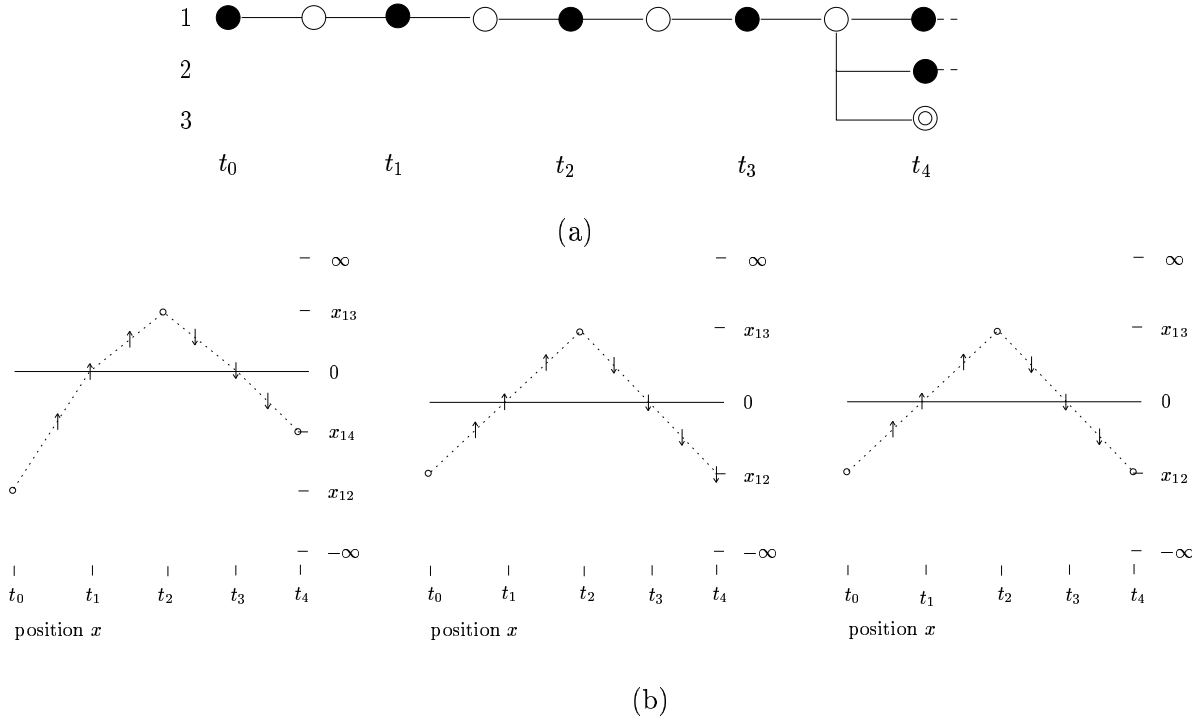 1
2
3
t₀ t₁ t₂ t₃ t₄
(a)
∞
x₁₃
0
x₁₄
x₁₂
−∞
t₀ t₁ t₂ t₃ t₄
position x
∞
x₁₃
0
x₁₂
−∞
t₀ t₁ t₂ t₃ t₄
position x
∞
x₁₃
0
x₁₂
−∞
t₀ t₁ t₂ t₃ t₄
position x
(b)